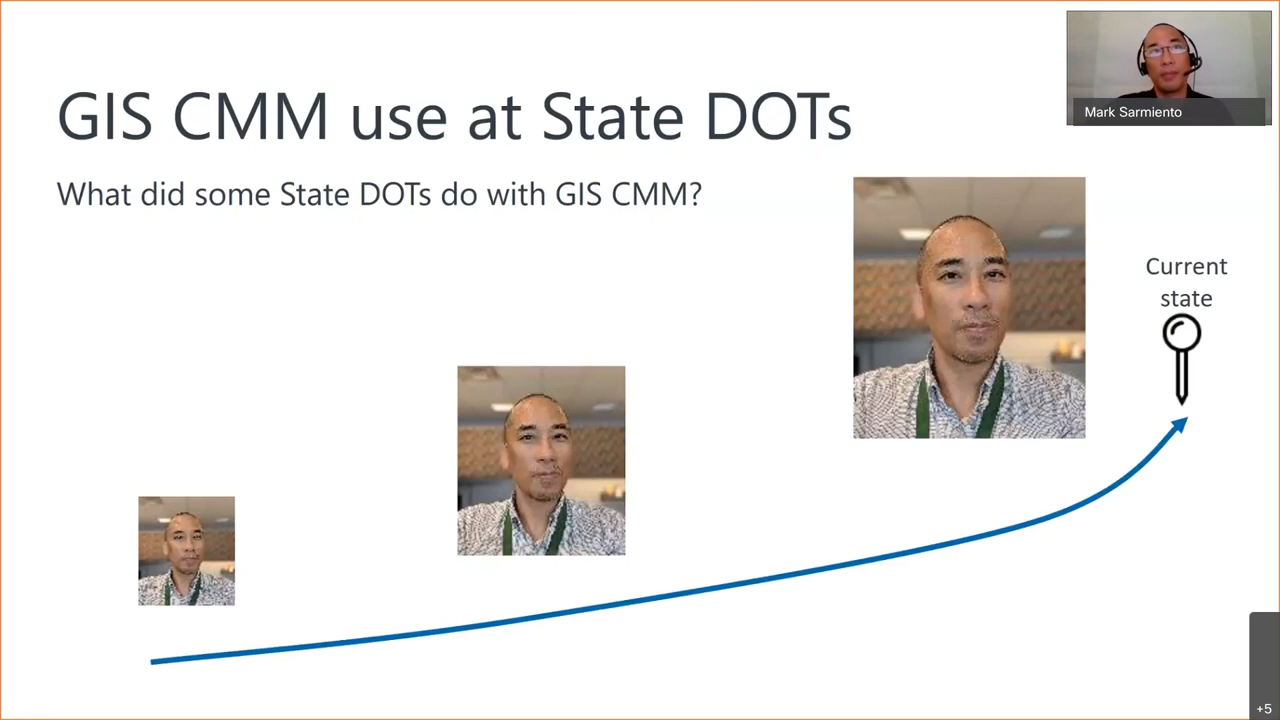 GIS CMM use at State DOTs
What did some State DOTs do with GIS CMM?
Mark Sarmiento
Current
state
+5